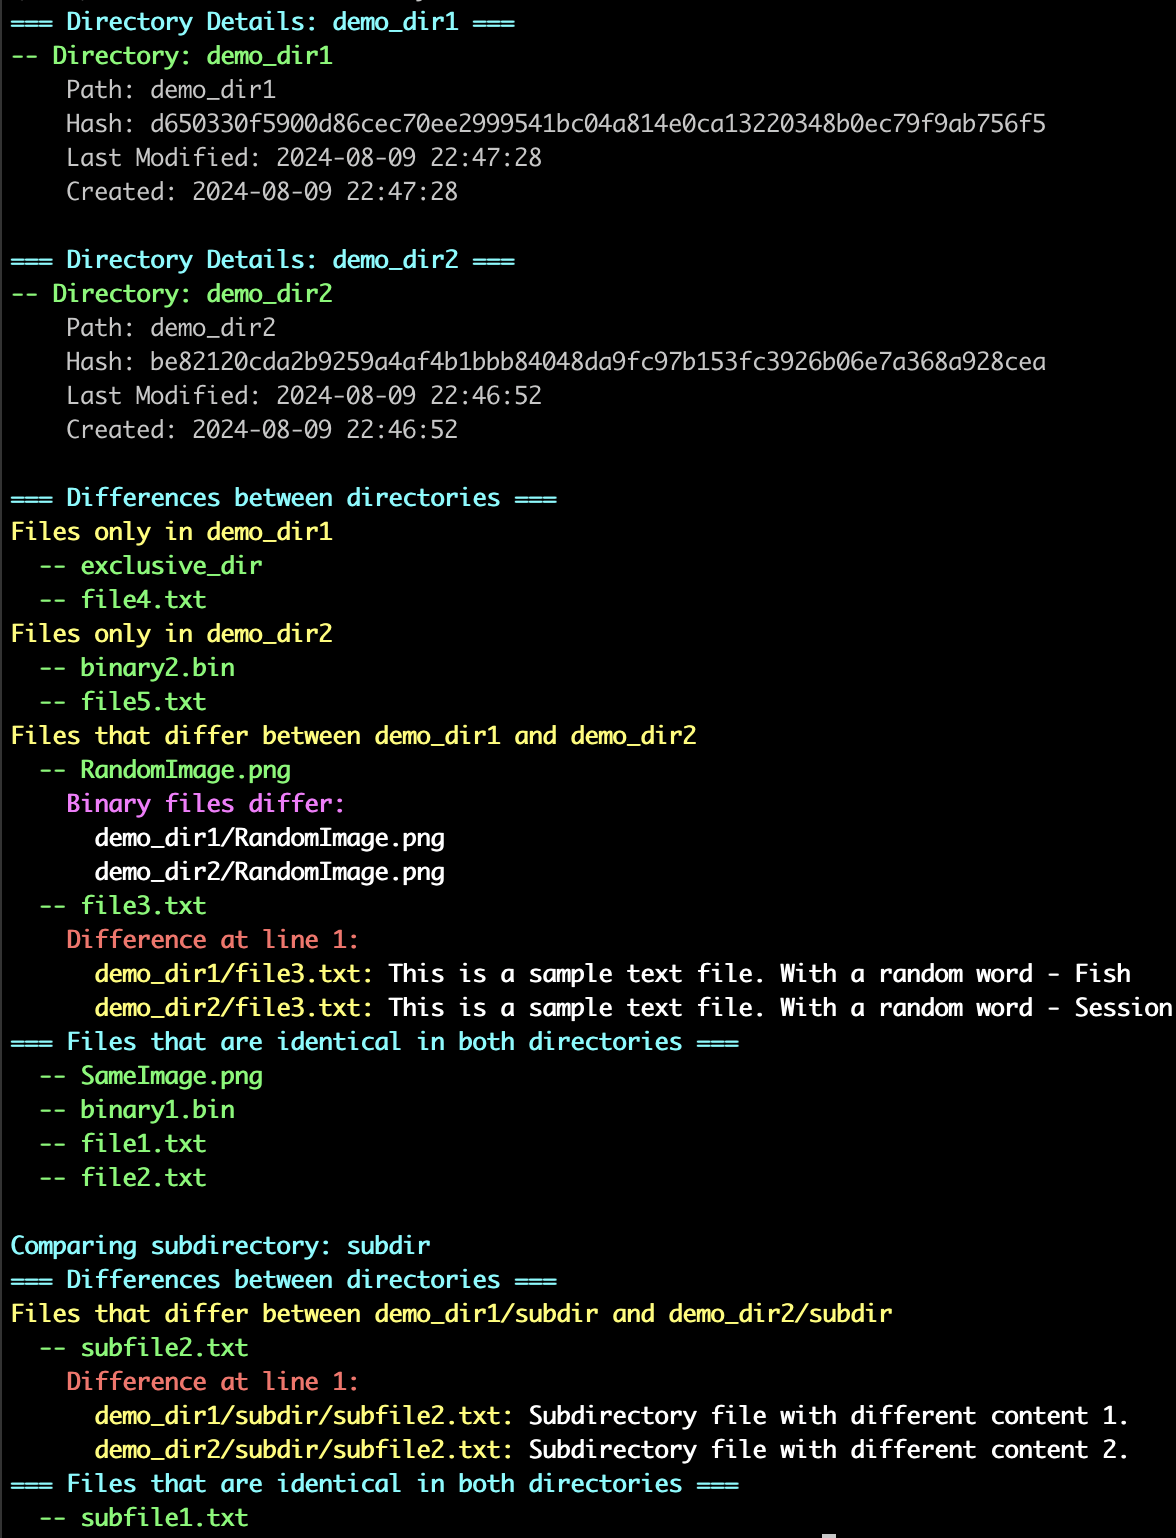 === Directory Details: demo_dir1 ===
-- Directory: demo_dir1
Path: demo_dir1
Hash: d650330f5900d86cec70ee2999541bc04a814e0ca13220348b0ec79f9ab756f5
Last Modified: 2024-08-09 22:47:28
Created: 2024-08-09 22:47:28
=== Directory Details: demo_dir2 ===
-- Directory: demo_dir2
Path: demo_dir2
Hash: be82120cda2b9259a4af4b1bbb84048da9fc97b153fc3926b06e7a368a928cea
Last Modified: 2024-08-09 22:46:52
Created: 2024-08-09 22:46:52
=== Differences between directories ===
Files only in demo_dir1
-- exclusive_dir
-- file4.txt
Files only in demo_dir2
-- binary2.bin
-- file5.txt
Files that differ between demo_dir1 and demo_dir2
-- RandomImage.png
Binary files differ:
demo_dir1/RandomImage.png
demo_dir2/RandomImage.png
-- file3.txt
Difference at line 1:
demo_dir1/file3.txt: This is a sample text file. With a random word - Fish
demo_dir2/file3.txt: This is a sample text file. With a random word - Session
=== Files that are identical in both directories ===
-- SameImage.png
-- binary1.bin
-- file1.txt
-- file2.txt
Comparing subdirectory: subdir
=== Differences between directories ===
Files that differ between demo_dir1/subdir and demo_dir2/subdir
-- subfile2.txt
Difference at line 1:
demo_dir1/subdir/subfile2.txt: Subdirectory file with different content 1.
demo_dir2/subdir/subfile2.txt: Subdirectory file with different content 2.
=== Files that are identical in both directories ===
-- subfile1.txt